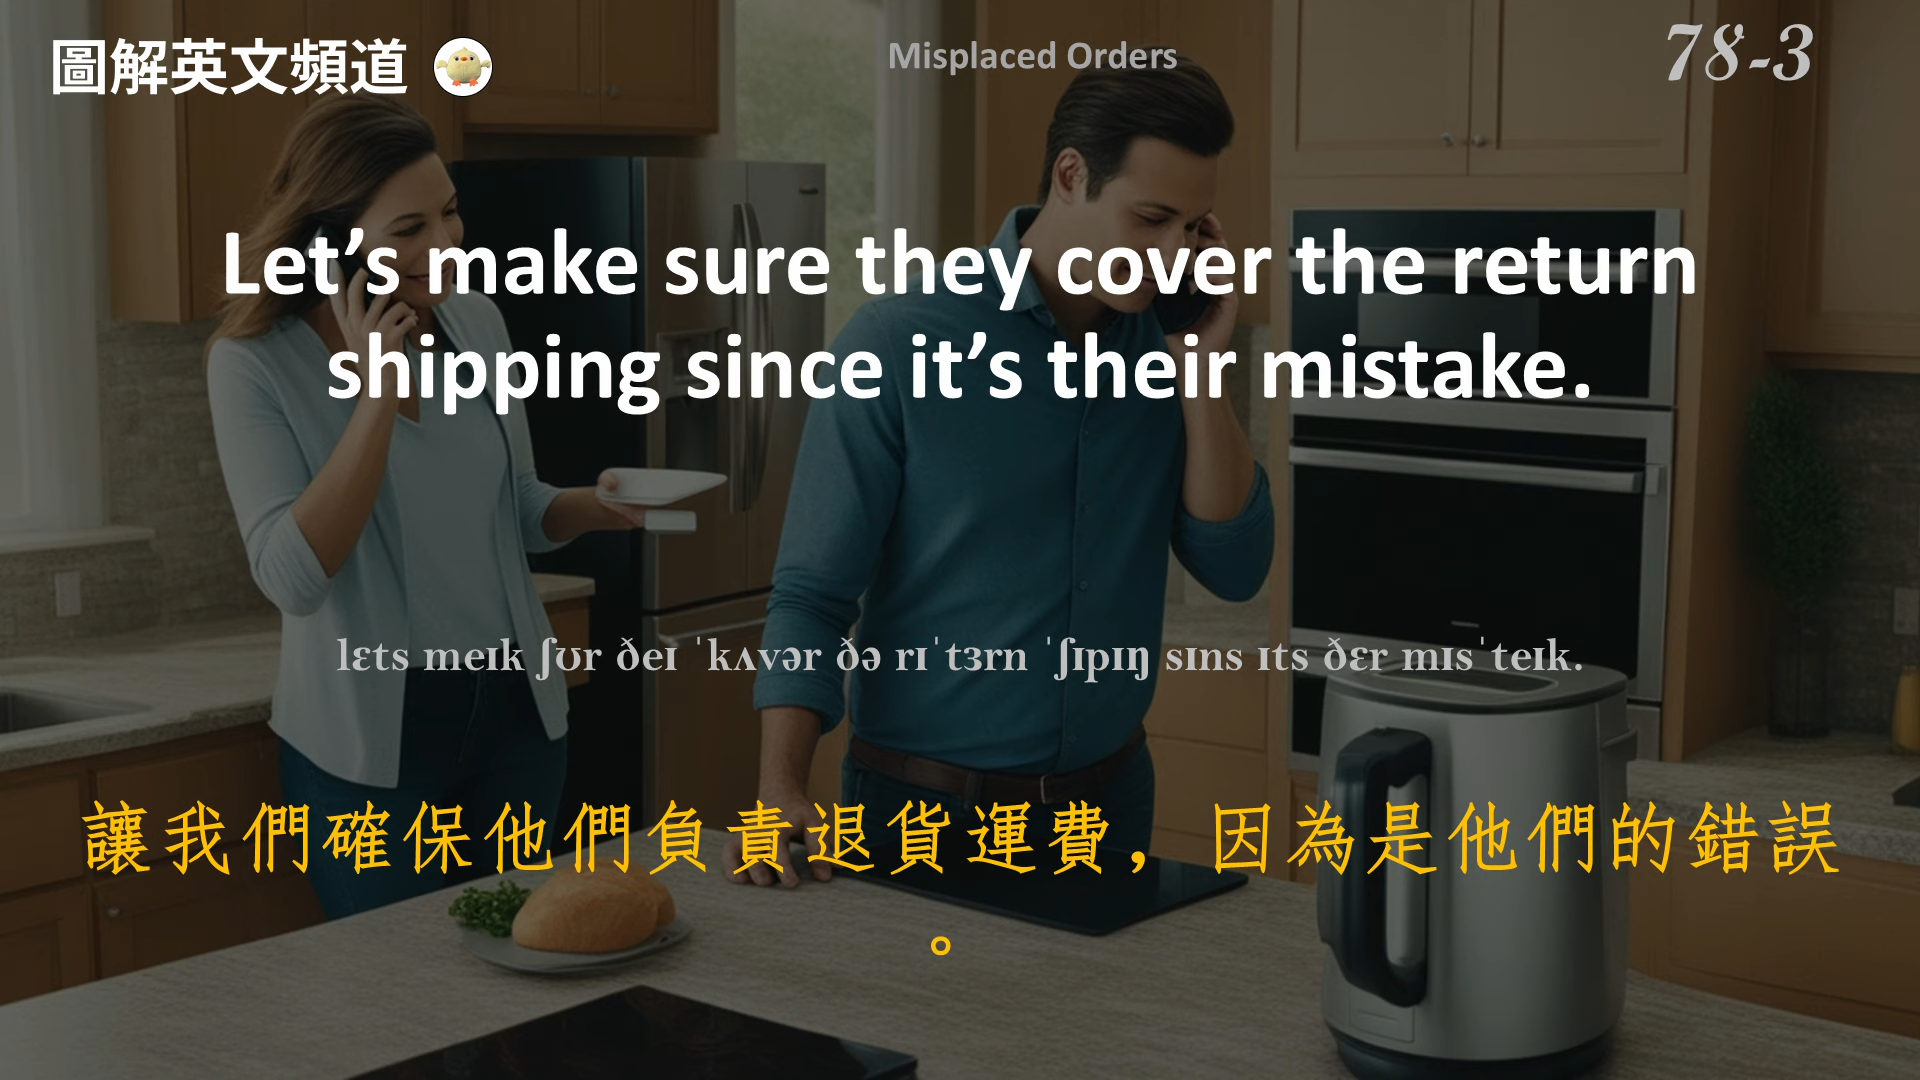 圖解英文頻道
Misplaced Orders
78-3
Let’s make sure they cover the return
shipping since it’s their mistake.
lɛts meɪk ʃʊr ðeɪ ˈkʌvər ðə rɪˈtɜrn ˈʃɪpɪŋ sɪns ɪts ðɛr mɪsˈteɪk.
讓我們確保他們負責退貨運費，因為是他們的錯誤
。